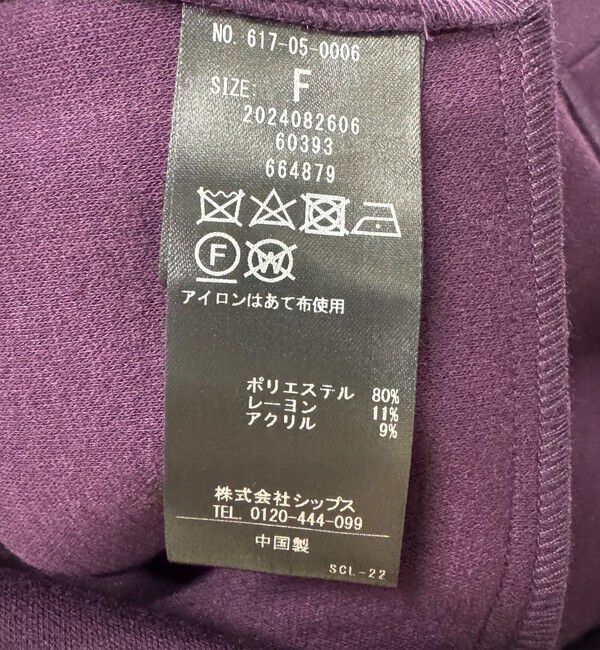 NO. 617-05-0006
SIZE: F
2024082606
60393
664879
F W
アイロンはあて布使用
ポリエステル 80%
レーヨン 11%
アクリル 9%
株式会社シップス
TEL. 0120-444-099
中国製
SCL-22